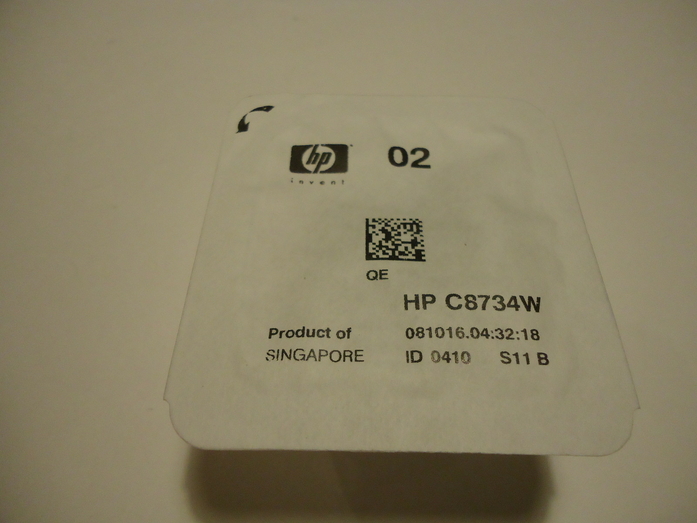 hp 02
invent
QE
HP C8734W
Product of 081016.04:32:18
SINGAPORE ID 0410 S11 B